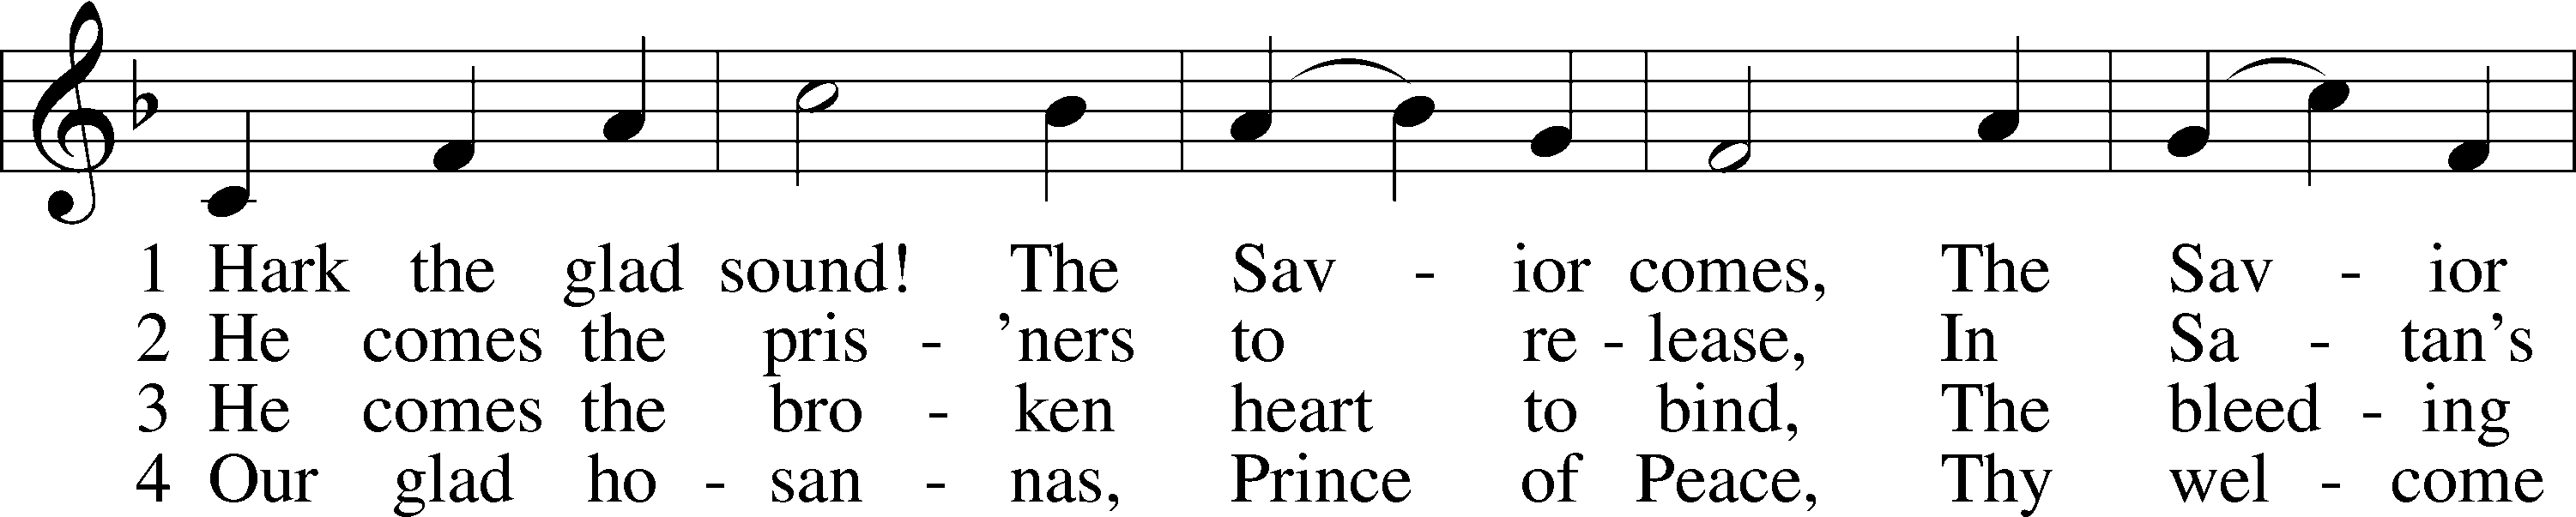 1 Hark the glad sound! The Sav - ior comes, The Sav - ior
2 He comes the pris - ’ners to re - lease, In Sa - tan’s
3 He comes the bro - ken heart to bind, The bleed - ing
4 Our glad ho - san - nas, Prince of Peace, Thy wel - come